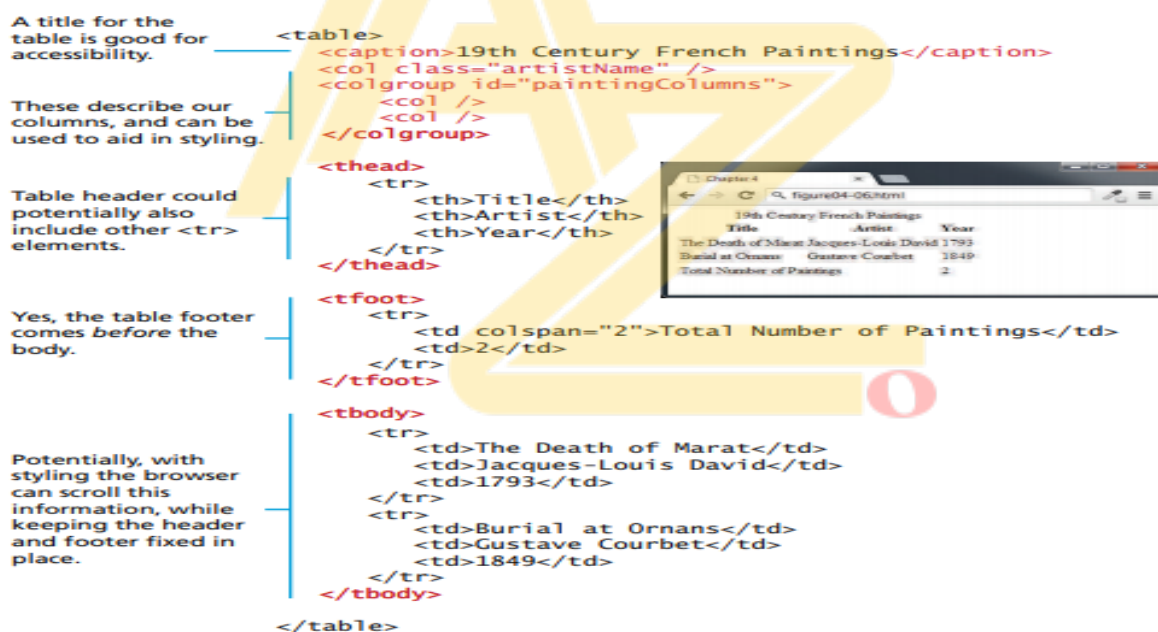 A title for the
table is good for
accessibility.
<table>
<caption>19th Century French Paintings</caption>
<col class="artistName" />
<colgroup id="paintingColumns">
<col />
<col />
</colgroup>
These describe our
columns, and can be
used to aid in styling.
<thead>
<tr>
<th>Title</th>
<th>Artist</th>
<th>Year</th>
</tr>
</thead>
Table header could
potentially also
include other <tr>
elements.
Chapter 4
figure04-06.html
19th Century French Paintings
Title Artist Year
The Death of Marat Jacques-Louis David 1793
Burial at Ornans Gustave Courbet 1849
Total Number of Paintings 2
<tfoot>
<tr>
<td colspan="2">Total Number of Paintings</td>
<td>2</td>
</tr>
</tfoot>
Yes, the table footer
comes before the
body.
<tbody>
<tr>
<td>The Death of Marat</td>
<td>Jacques-Louis David</td>
<td>1793</td>
</tr>
<tr>
<td>Burial at Ornans</td>
<td>Gustave Courbet</td>
<td>1849</td>
</tr>
</tbody>
Potentially, with
styling the browser
can scroll this
information, while
keeping the header
and footer fixed in
place.
</table>
AZ
O